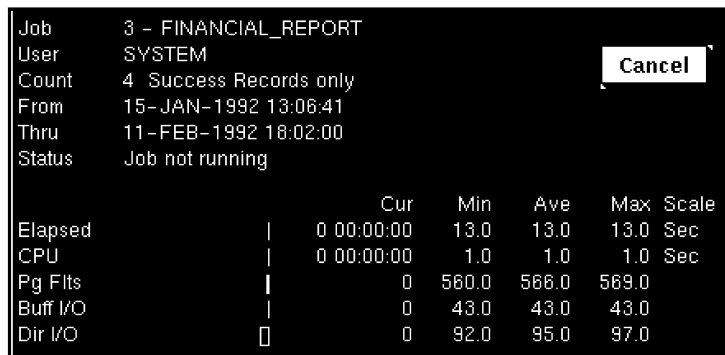 Job 3 - FINANCIAL_REPORT
User SYSTEM
Cancel
Count 4 Success Records only
From 15-JAN-1992 13:06:41
Thru 11-FEB-1992 18:02:00
Status Job not running
Cur Min Ave Max Scale
Elapsed 0 00:00:00 13.0 13.0 13.0 Sec
CPU 0 00:00:00 1.0 1.0 1.0 Sec
Pg Flts 0 560.0 566.0 569.0
Buff I/O 0 43.0 43.0 43.0
Dir I/O 0 92.0 95.0 97.0